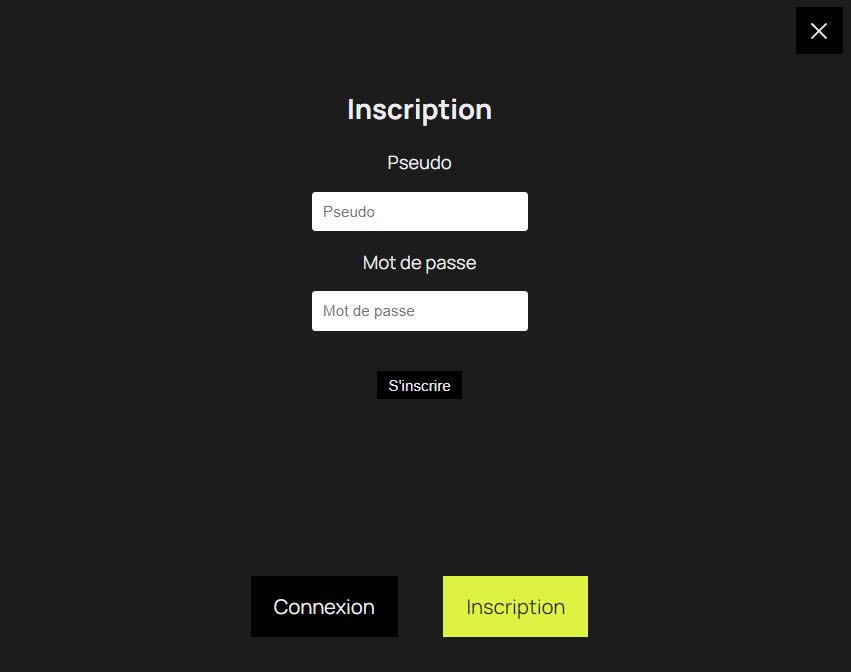 Inscription
Pseudo
Pseudo
Mot de passe
Mot de passe
S'inscrire
Connexion
Inscription